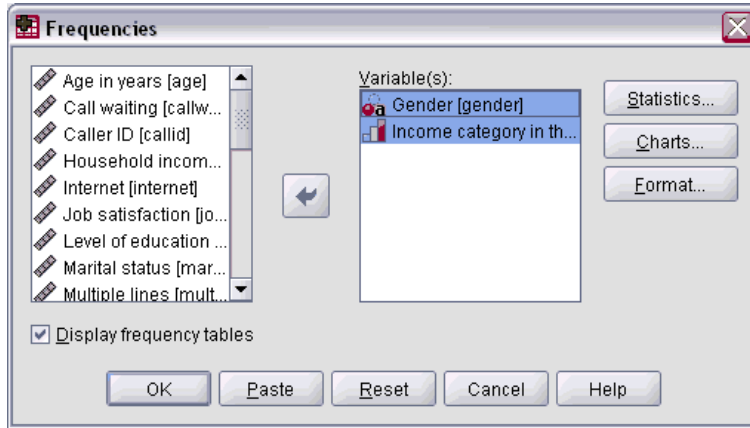 Frequencies
Age in years [age]
Call waiting [callw...
Caller ID [callid]
Household incom...
Internet [internet]
Job satisfaction [jo...
Level of education ...
Marital status [mar...
Multiple lines [mult...
Variable(s):
Gender [gender]
Income category in th...
Statistics...
Charts...
Format...
Display frequency tables
OK
Paste
Reset
Cancel
Help